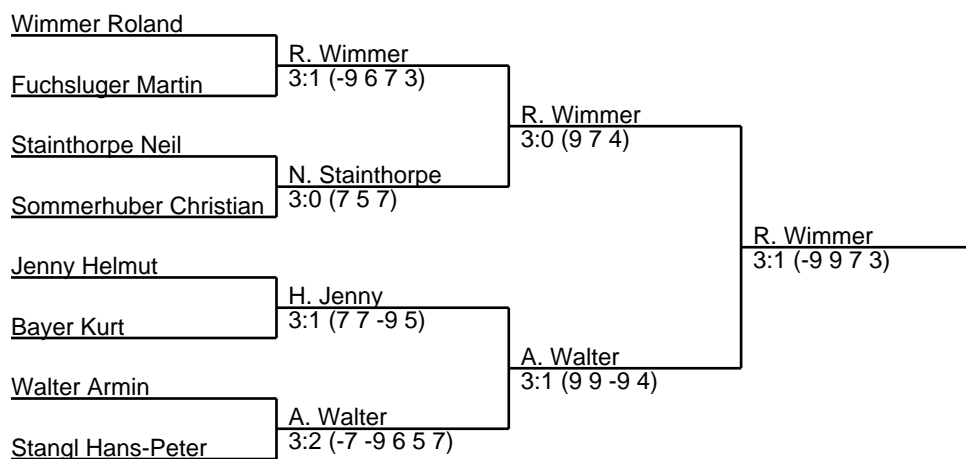 Wimmer Roland
Fuchsluger Martin
Stainthorpe Neil
Sommerhuber Christian
Jenny Helmut
Bayer Kurt
Walter Armin
Stangl Hans-Peter
R. Wimmer
3:1 (-9 6 7 3)
N. Stainthorpe
3:0 (7 5 7)
H. Jenny
3:1 (7 7 -9 5)
A. Walter
3:2 (-7 -9 6 5 7)
R. Wimmer
3:0 (9 7 4)
A. Walter
3:1 (9 9 -9 4)
R. Wimmer
3:1 (-9 9 7 3)